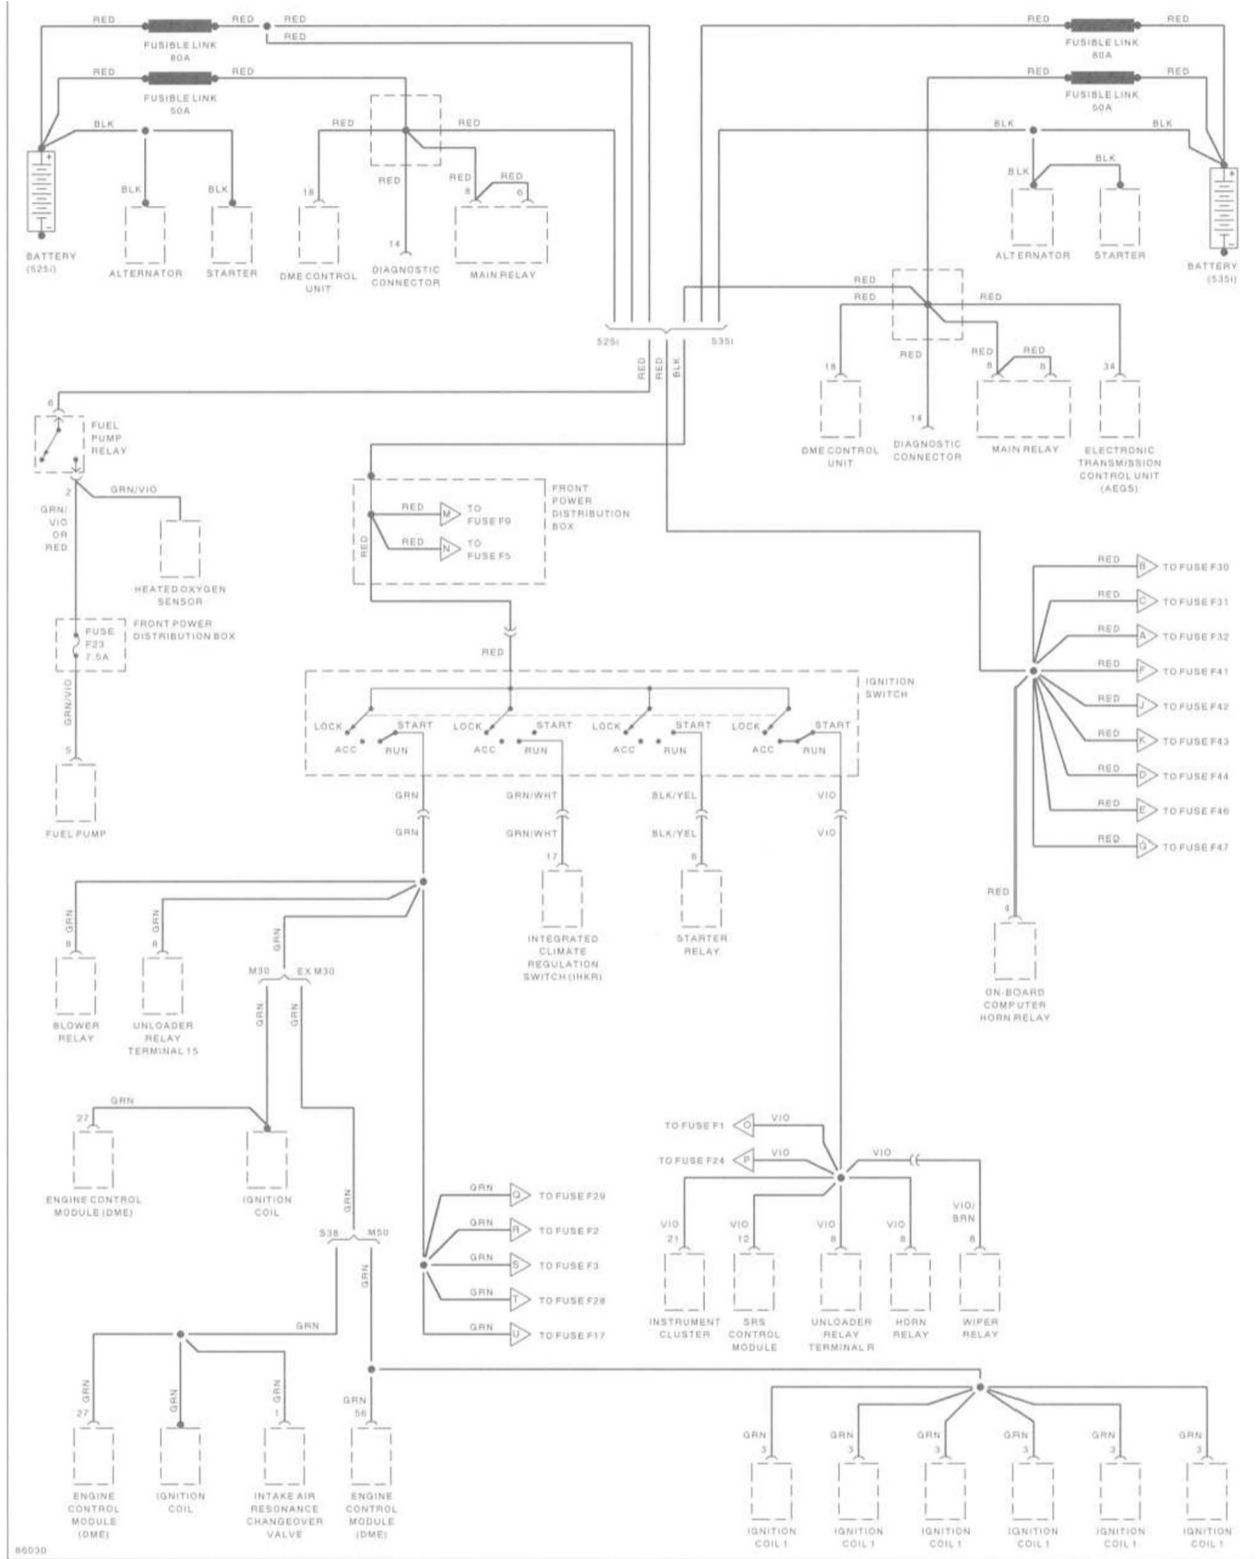 RED
RED
RED
FUSIBLE LINK
80A
RED
RED
FUSIBLE LINK
50A
BLK
BLK
BLK
+
-
BATTERY
(525i)
ALTERNATOR
STARTER
RED
RED
RED
RED
RED
18
14
8
6
DME CONTROL
UNIT
DIAGNOSTIC
CONNECTOR
MAIN RELAY
RED
RED
FUSIBLE LINK
80A
RED
RED
FUSIBLE LINK
50A
BLK
BLK
BLK
BLK
+
-
ALTERNATOR
STARTER
BATTERY
(535i)
RED
RED
RED
RED
RED
RED
18
14
8
8
34
DME CONTROL
UNIT
DIAGNOSTIC
CONNECTOR
MAIN RELAY
ELECTRONIC
TRANSMISSION
CONTROL UNIT
(AEGS)
525i
535i
RED
RED
BLK
6
FUEL
PUMP
RELAY
2
GRN/VIO
GRN/
VIO
OR
RED
HEATED OXYGEN
SENSOR
FUSE
F23
7.5A
FRONT POWER
DISTRIBUTION BOX
GRN/VIO
5
FUEL PUMP
FRONT
POWER
DISTRIBUTION
BOX
RED
RED
M
TO
FUSE F9
RED
N
TO
FUSE F5
RED
IGNITION
SWITCH
LOCK
START
ACC
RUN
LOCK
START
ACC
RUN
LOCK
START
ACC
RUN
LOCK
START
ACC
RUN
GRN
GRN/WHT
BLK/YEL
VIO
GRN
GRN/WHT
BLK/YEL
VIO
17
6
INTEGRATED
CLIMATE
REGULATION
SWITCH (IHKR)
STARTER
RELAY
RED
B
TO FUSE F30
RED
C
TO FUSE F31
RED
A
TO FUSE F32
RED
F
TO FUSE F41
RED
J
TO FUSE F42
RED
K
TO FUSE F43
RED
D
TO FUSE F44
RED
E
TO FUSE F46
RED
G
TO FUSE F47
RED
4
ON-BOARD
COMPUTER
HORN RELAY
GRN
8
GRN
8
GRN
BLOWER
RELAY
UNLOADER
RELAY
TERMINAL 15
M30
EX M30
GRN
GRN
GRN
27
ENGINE CONTROL
MODULE (DME)
IGNITION
COIL
GRN
S38
M50
GRN
GRN
Q
TO FUSE F29
GRN
R
TO FUSE F2
GRN
S
TO FUSE F3
GRN
T
TO FUSE F28
GRN
U
TO FUSE F17
TO FUSE F1
O
VIO
TO FUSE F24
P
VIO
VIO
VIO
21
VIO
12
VIO
8
VIO
8
VIO/
BRN
8
INSTRUMENT
CLUSTER
SRS
CONTROL
MODULE
UNLOADER
RELAY
TERMINAL R
HORN
RELAY
WIPER
RELAY
GRN
GRN
27
GRN
GRN
1
GRN
56
ENGINE
CONTROL
MODULE
(DME)
IGNITION
COIL
INTAKE AIR
RESONANCE
CHANGEOVER
VALVE
ENGINE
CONTROL
MODULE
(DME)
GRN
3
GRN
3
GRN
3
GRN
3
GRN
3
GRN
3
IGNITION
COIL 1
IGNITION
COIL 1
IGNITION
COIL 1
IGNITION
COIL 1
IGNITION
COIL 1
IGNITION
COIL 1
86030